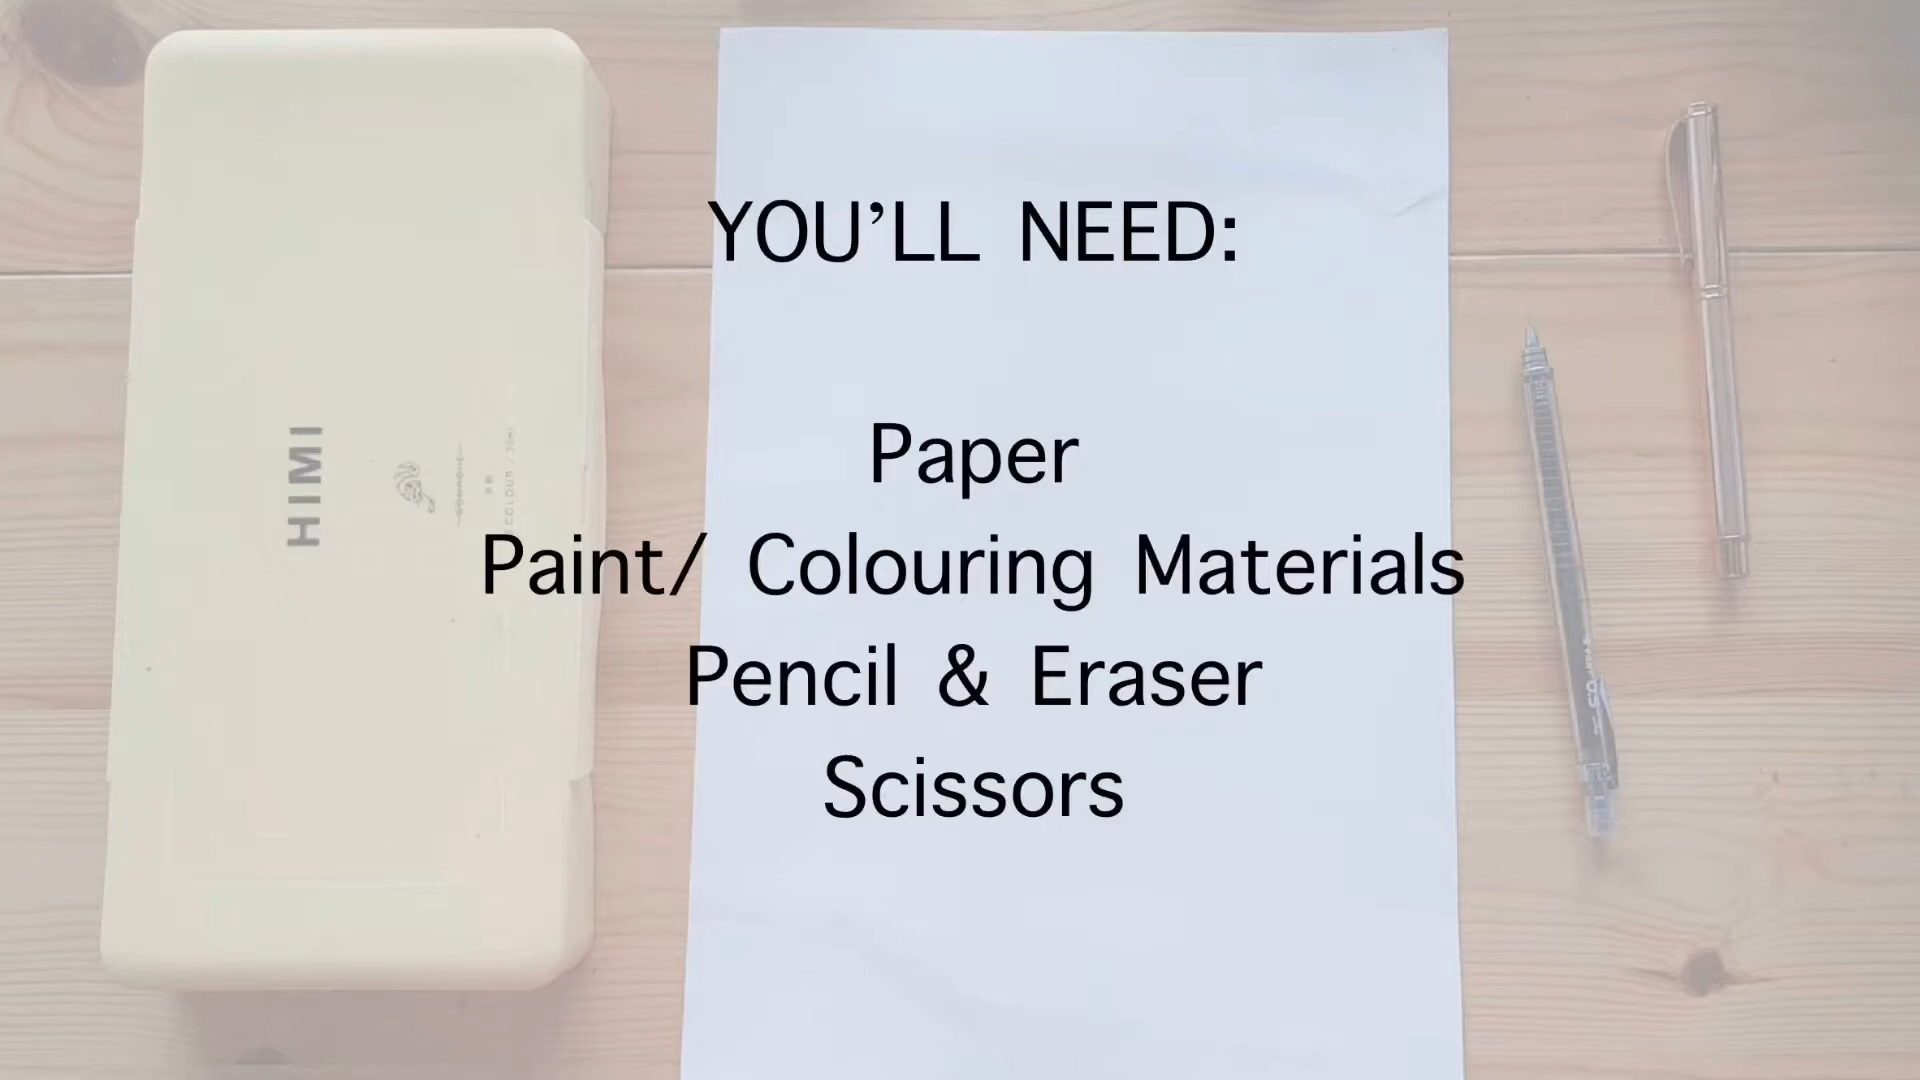 YOU’LL NEED:
Paper
Paint/ Colouring Materials
Pencil & Eraser
Scissors
HIMI